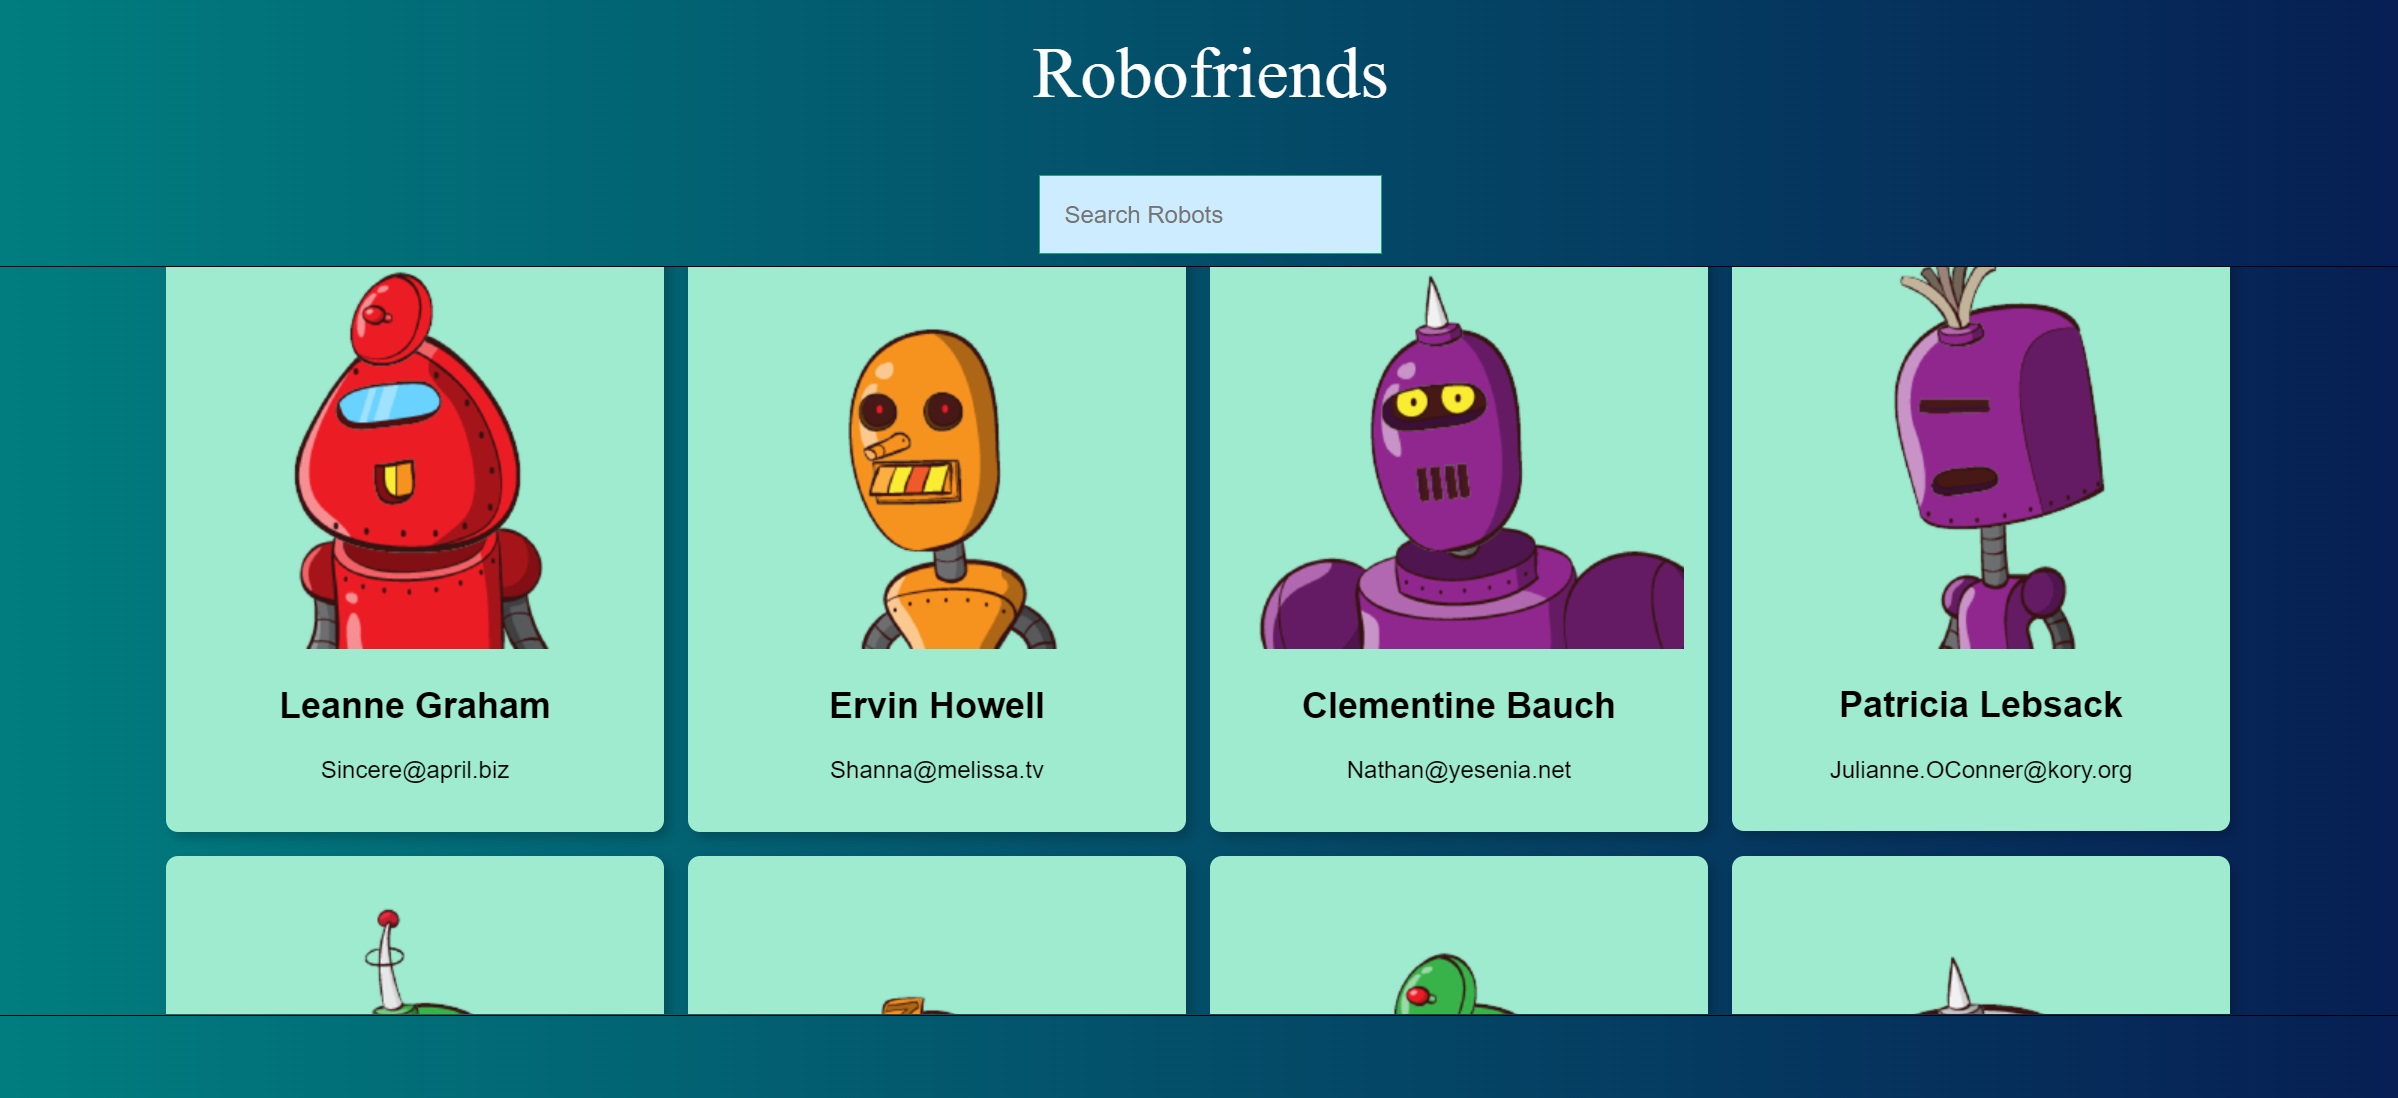 Robofriends
Search Robots
Leanne Graham
Sincere@april.biz
Ervin Howell
Shanna@melissa.tv
Clementine Bauch
Nathan@yesenia.net
Patricia Lebsack
Julianne.OConner@kory.org